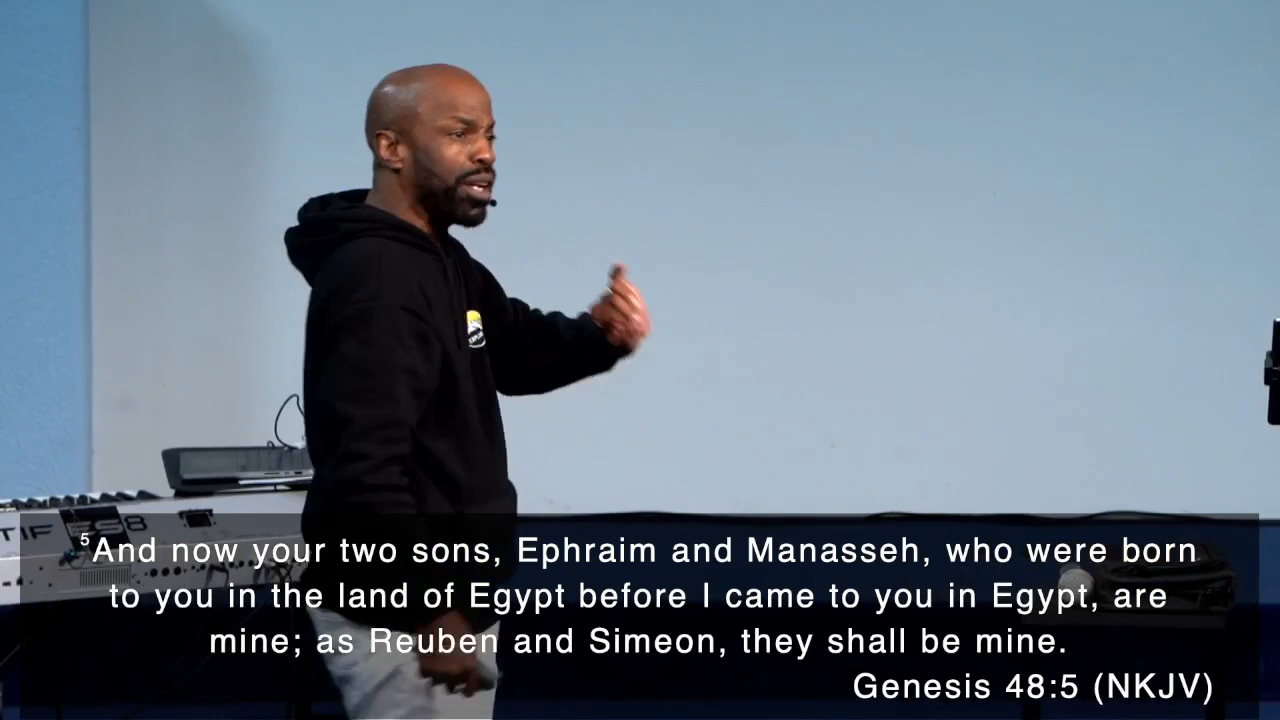 TIF ES8
⁵And now your two sons, Ephraim and Manasseh, who were born
to you in the land of Egypt before I came to you in Egypt, are
mine; as Reuben and Simeon, they shall be mine.
Genesis 48:5 (NKJV)